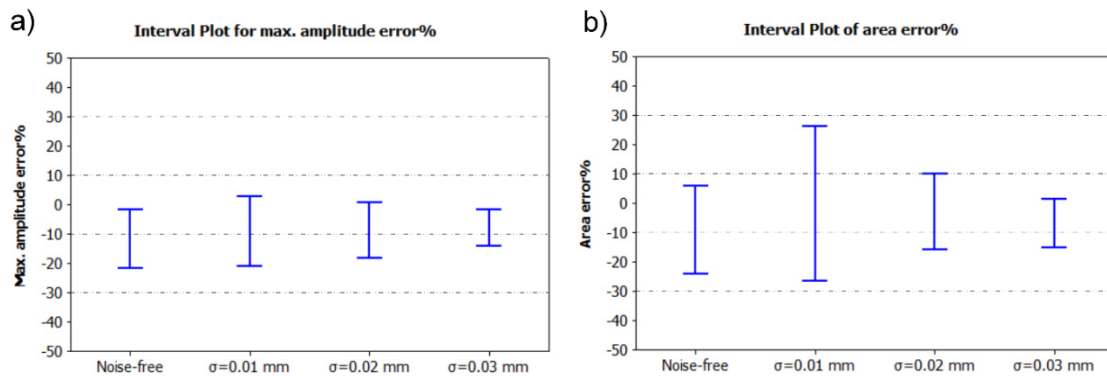 a)
Interval Plot for max. amplitude error%
Max. amplitude error%
50
40
30
20
10
0
-10
-20
-30
-40
-50
Noise-free σ=0.01 mm σ=0.02 mm σ=0.03 mm
b)
Interval Plot of area error%
Area error%
50
40
30
20
10
0
-10
-20
-30
-40
-50
Noise-free σ=0.01 mm σ=0.02 mm σ=0.03 mm